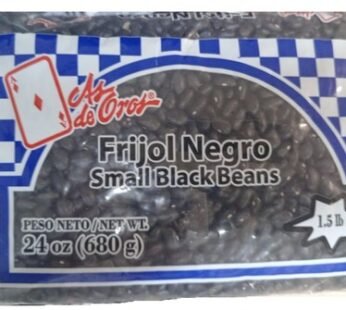 As
de Oros®
Frijol Negro
Small Black Beans
PESO NETO / NET WT.
24 oz (680 g)
1.5 lb